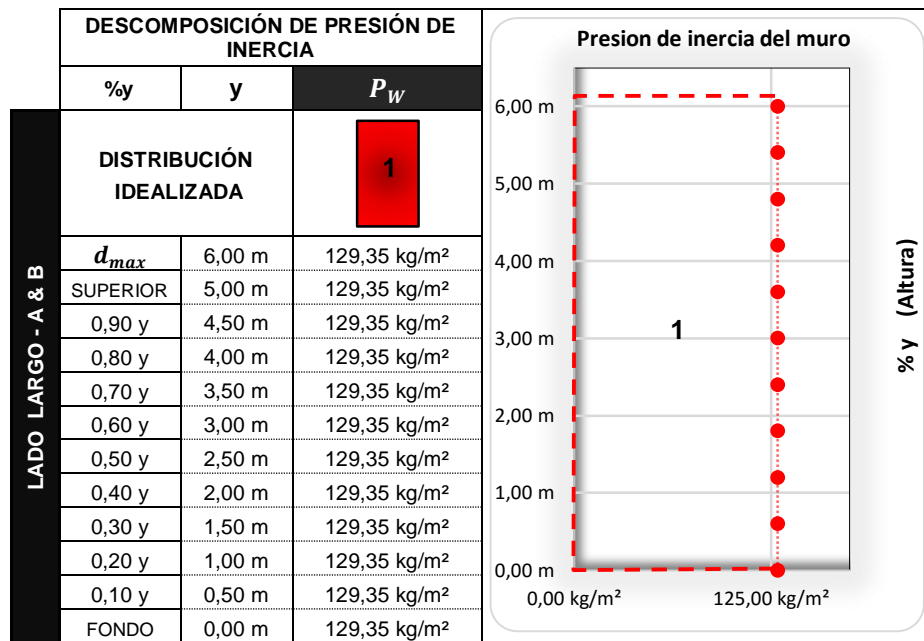 DESCOMPOSICIÓN DE PRESIÓN DE
INERCIA
%y y P_W
DISTRIBUCIÓN
IDEALIZADA
1
LADO LARGO - A & B
d_max 6,00 m 129,35 kg/m²
SUPERIOR 5,00 m 129,35 kg/m²
0,90 y 4,50 m 129,35 kg/m²
0,80 y 4,00 m 129,35 kg/m²
0,70 y 3,50 m 129,35 kg/m²
0,60 y 3,00 m 129,35 kg/m²
0,50 y 2,50 m 129,35 kg/m²
0,40 y 2,00 m 129,35 kg/m²
0,30 y 1,50 m 129,35 kg/m²
0,20 y 1,00 m 129,35 kg/m²
0,10 y 0,50 m 129,35 kg/m²
FONDO 0,00 m 129,35 kg/m²
Presion de inercia del muro
6,00 m
5,00 m
4,00 m
3,00 m
2,00 m
1,00 m
0,00 m
1
0,00 kg/m² 125,00 kg/m²
% y (Altura)